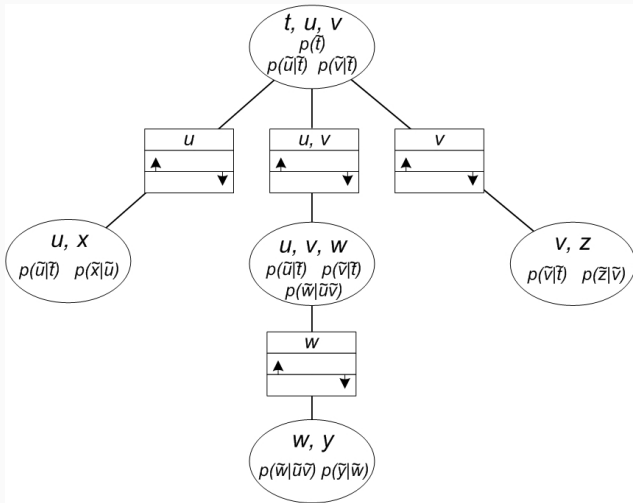 t, u, v
p(t̃)
p(ũ|t̃) p(ṽ|t̃)
u
u, v
v
u, x
p(ũ|t̃) p(x̃|ũ)
u, v, w
p(ũ|t̃) p(ṽ|t̃)
p(w̃|ũṽ)
v, z
p(ṽ|t̃) p(z̃|ṽ)
w
w, y
p(w̃|ũṽ) p(ỹ|w̃)